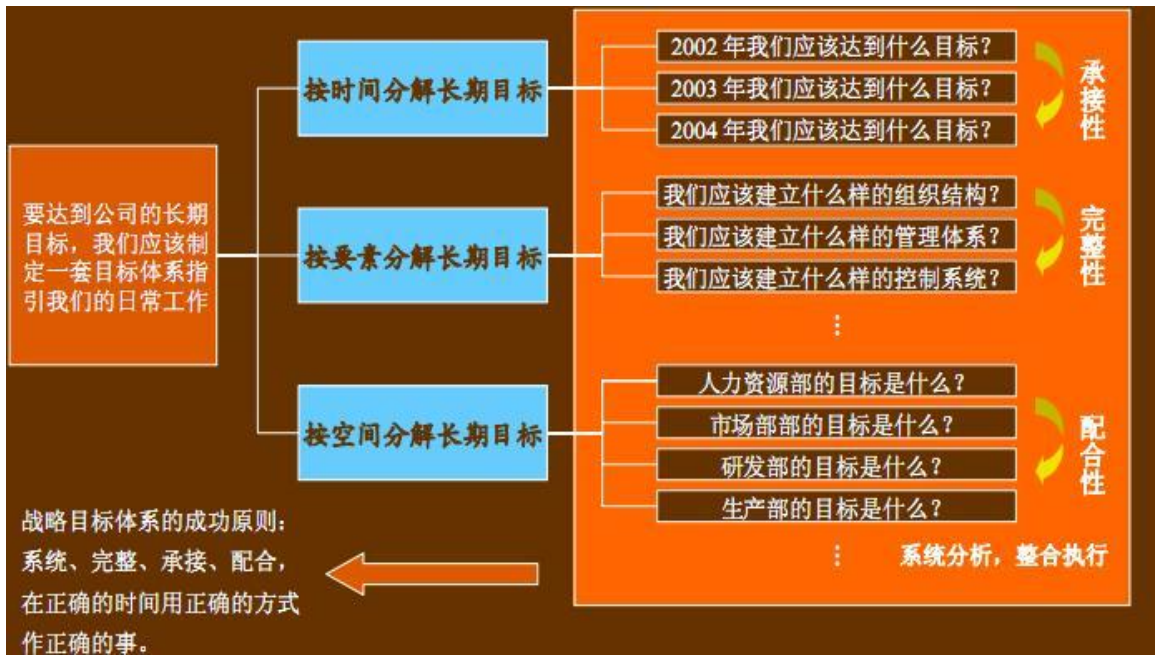 要达到公司的长期
目标，我们应该制
定一套目标体系指
引我们的日常工作
按时间分解长期目标
2002 年我们应该达到什么目标？
2003 年我们应该达到什么目标？
2004 年我们应该达到什么目标？
承接性
按要素分解长期目标
我们应该建立什么样的组织结构？
我们应该建立什么样的管理体系？
我们应该建立什么样的控制系统？
⋮
完整性
按空间分解长期目标
人力资源部的目标是什么？
市场部部的目标是什么？
研发部的目标是什么？
生产部的目标是什么？
⋮
配合性
系统分析，整合执行
战略目标体系的成功原则：
系统、完整、承接、配合，
在正确的时间用正确的方式
作正确的事。